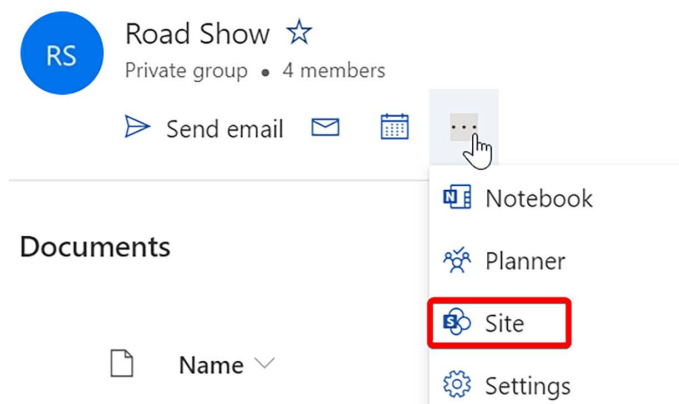 RS
Road Show
Private group • 4 members
Send email
...
Notebook
Documents
Planner
Site
Name
Settings